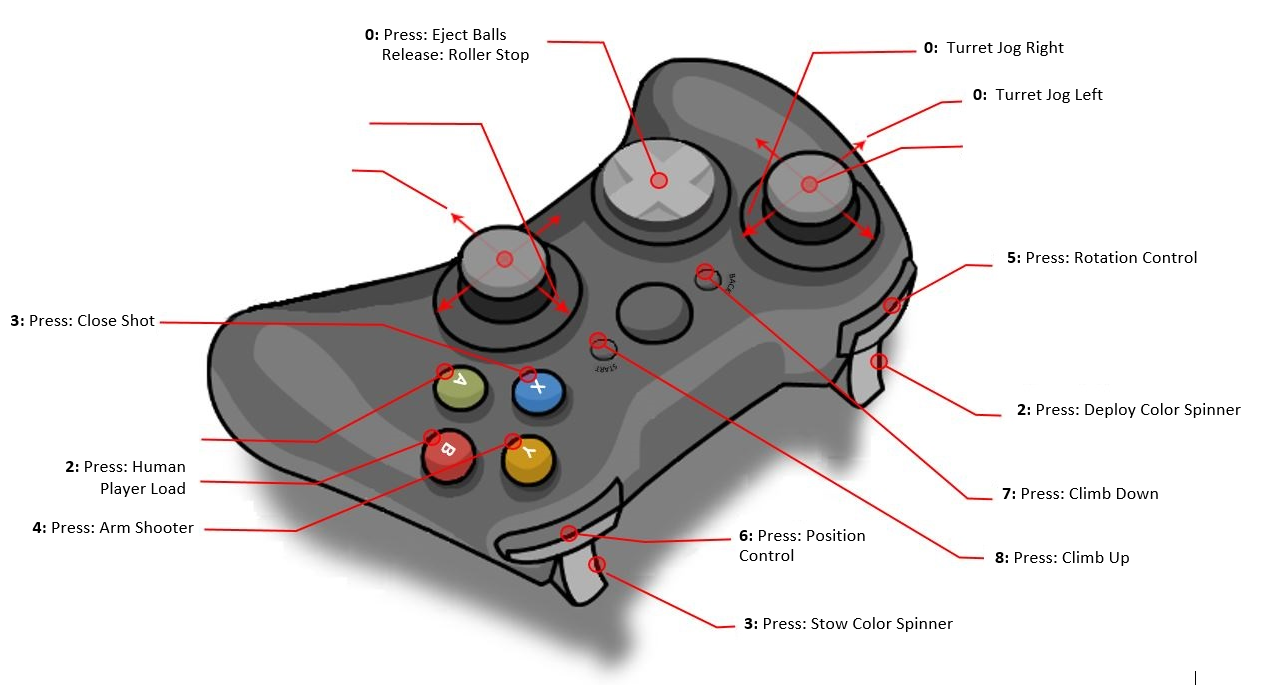 0: Press: Eject Balls
Release: Roller Stop
0: Turret Jog Right
0: Turret Jog Left
5: Press: Rotation Control
BACK
3: Press: Close Shot
START
A
X
2: Press: Deploy Color Spinner
B
Y
2: Press: Human
Player Load
7: Press: Climb Down
4: Press: Arm Shooter
6: Press: Position
Control
8: Press: Climb Up
3: Press: Stow Color Spinner